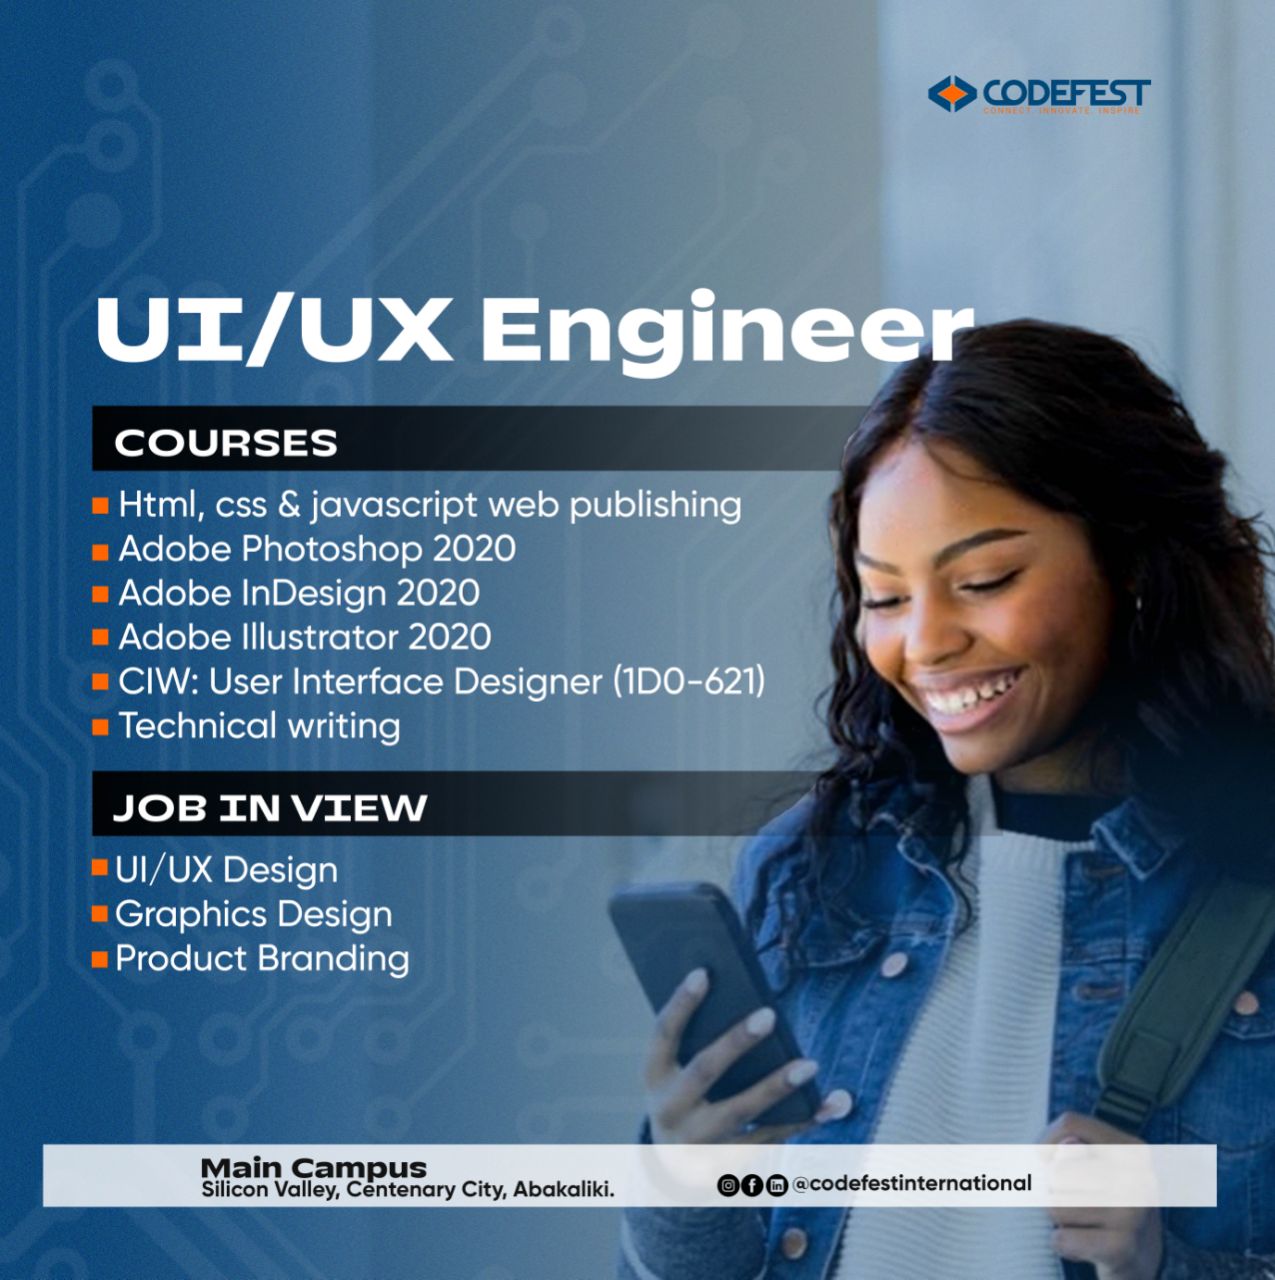 CODEFEST
CONNECT. INNOVATE. INSPIRE
UI/UX Engineer
COURSES
Html, css & javascript web publishing
Adobe Photoshop 2020
Adobe InDesign 2020
Adobe Illustrator 2020
CIW: User Interface Designer (1D0-621)
Technical writing
JOB IN VIEW
UI/UX Design
Graphics Design
Product Branding
Main Campus
Silicon Valley, Centenary City, Abakaliki.
@codefestinternational